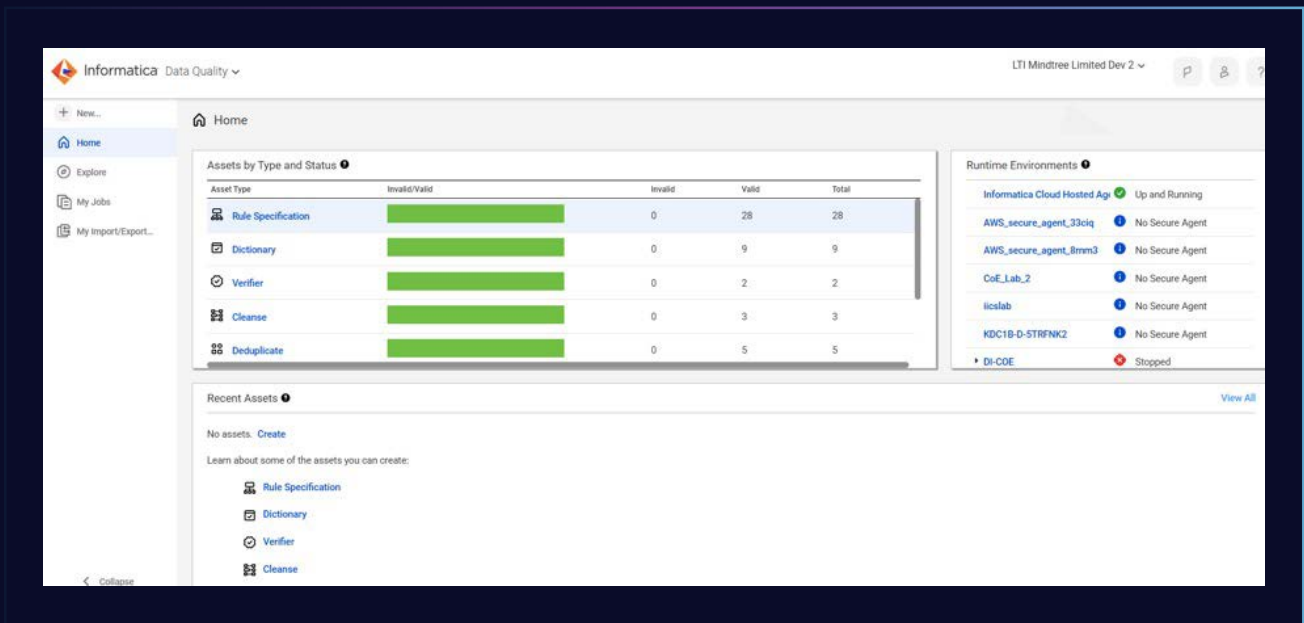 Informatica Data Quality
LTI Mindtree Limited Dev 2
?
New...
Home
Explore
My Jobs
My Import/Export...
Collapse
Home
Assets by Type and Status
Asset Type Invalid/Valid Invalid Valid Total
Rule Specification 0 28 28
Dictionary 0 9 9
Verifier 0 2 2
Cleanse 0 3 3
Deduplicate 0 5 5
Runtime Environments
Informatica Cloud Hosted Age Up and Running
AWS_secure_agent_33ciq No Secure Agent
AWS_secure_agent_8mm3 No Secure Agent
CoE_Lab_2 No Secure Agent
iicslab No Secure Agent
KDC1B-D-5TRFNK2 No Secure Agent
DI-COE Stopped
Recent Assets View All
No assets. Create
Learn about some of the assets you can create:
Rule Specification
Dictionary
Verifier
Cleanse